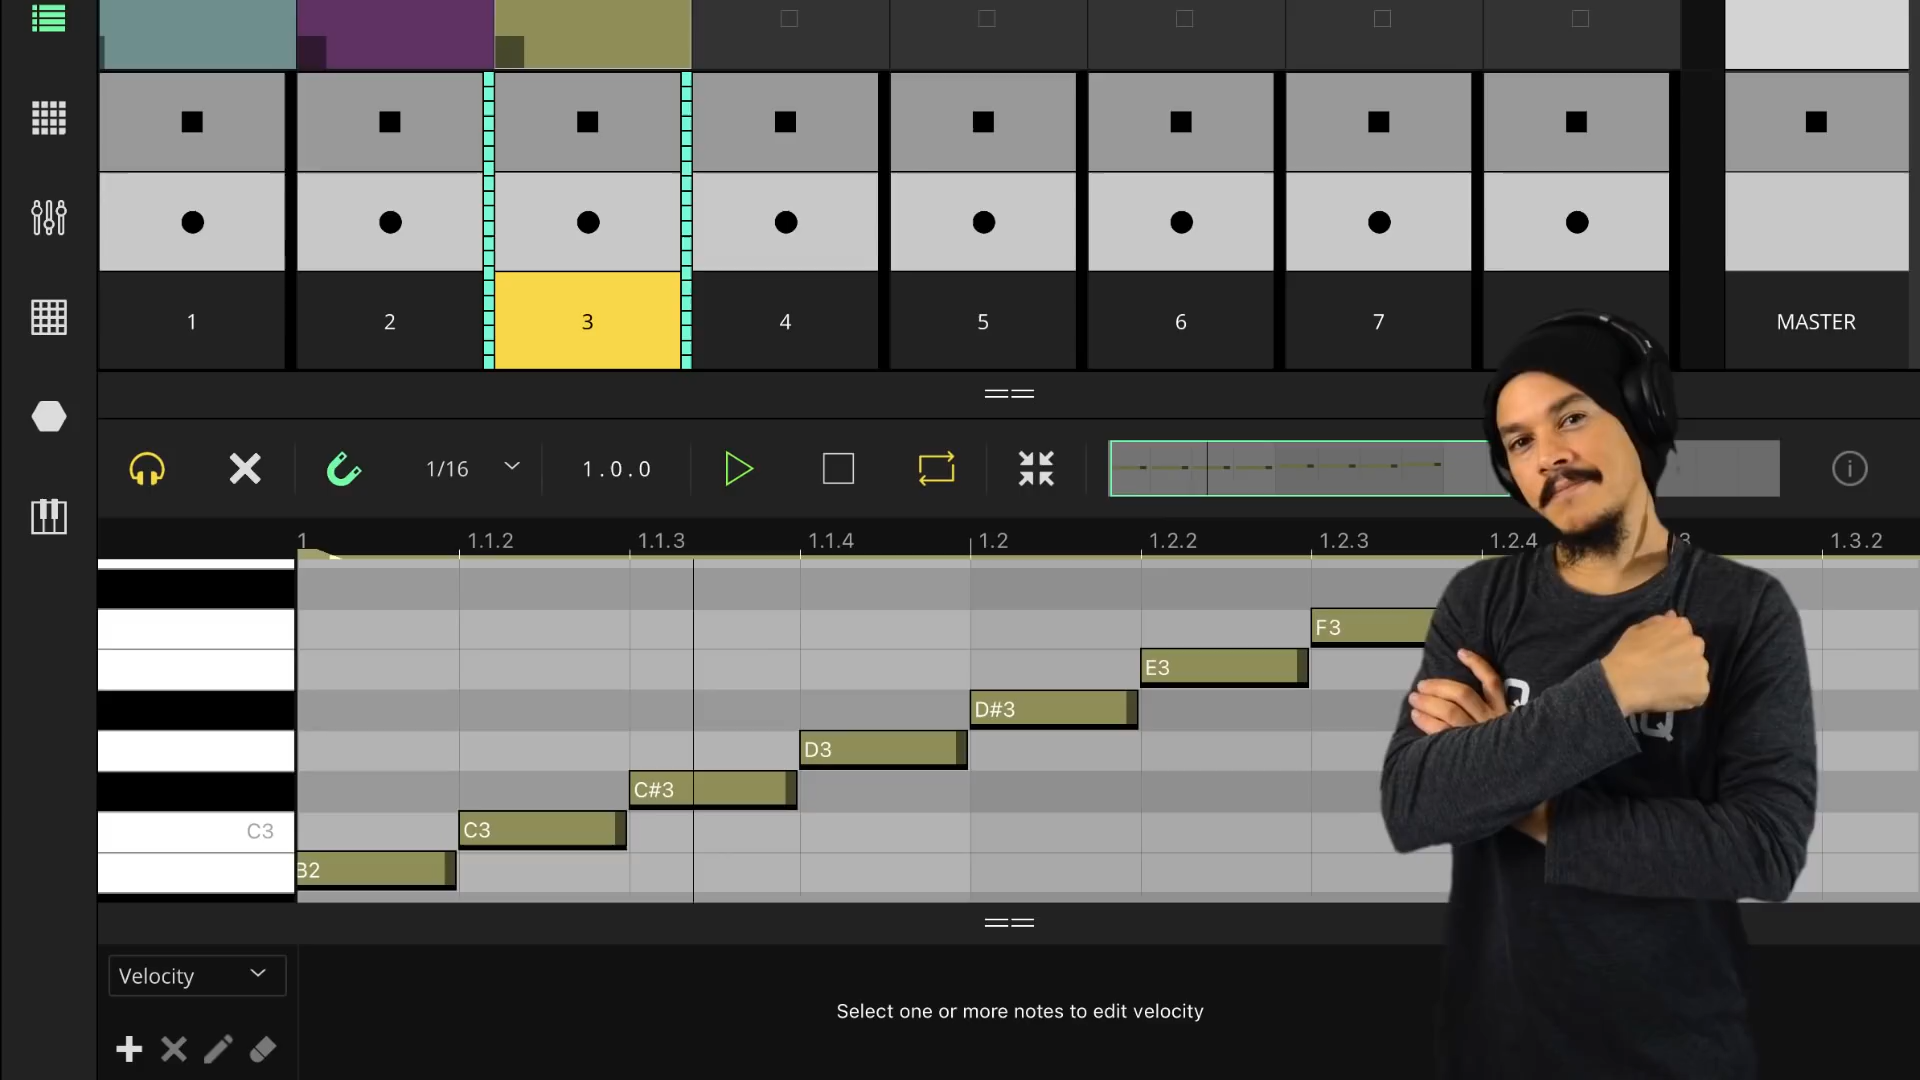 1 2 3 4 5 6 7 MASTER
1/16 1.0.0
1 1.1.2 1.1.3 1.1.4 1.2 1.2.2 1.2.3 1.2.4 3 1.3.2
F3
E3
D#3
D3
C#3
C3 C3
B2
Velocity
Select one or more notes to edit velocity